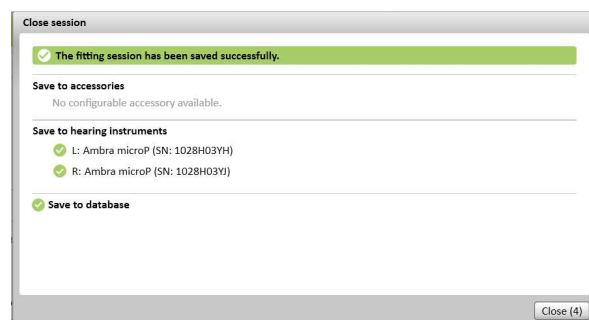 Close session
The fitting session has been saved successfully.
Save to accessories
No configurable accessory available.
Save to hearing instruments
L: Ambra microP (SN: 1028H03YH)
R: Ambra microP (SN: 1028H03YJ)
Save to database
Close (4)